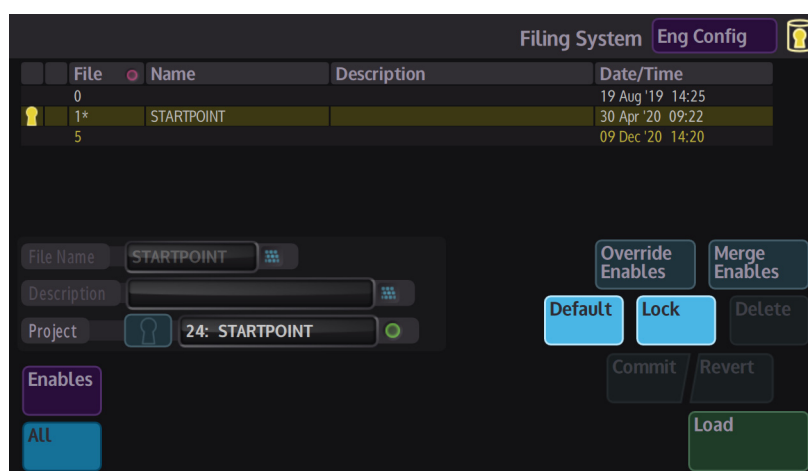 Filing System Eng Config
File Name Description Date/Time
0 19 Aug '19 14:25
1* STARTPOINT 30 Apr '20 09:22
5 09 Dec '20 14:20
File Name STARTPOINT
Override Enables
Merge Enables
Description
Default Lock Delete
Project 24: STARTPOINT
Commit Revert
Enables
Load
All